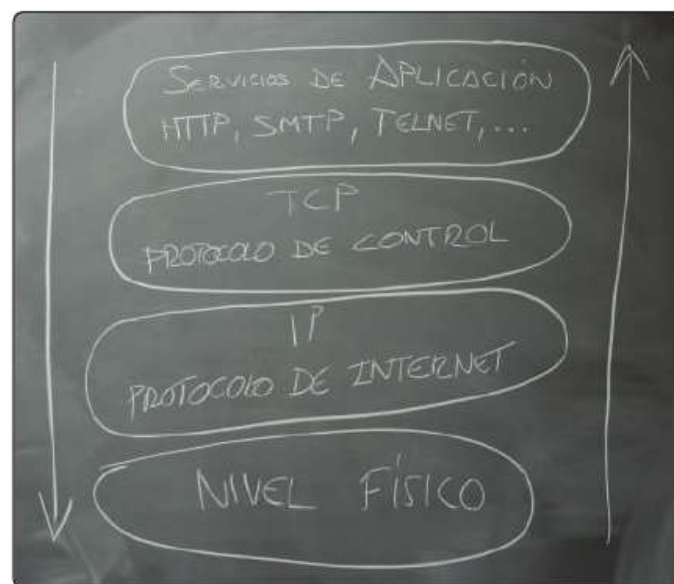 SERVICIOS DE APLICACIÓN
HTTP, SMTP, TELNET,...
TCP
PROTOCOLO DE CONTROL
IP
PROTOCOLO DE INTERNET
NIVEL FÍSICO